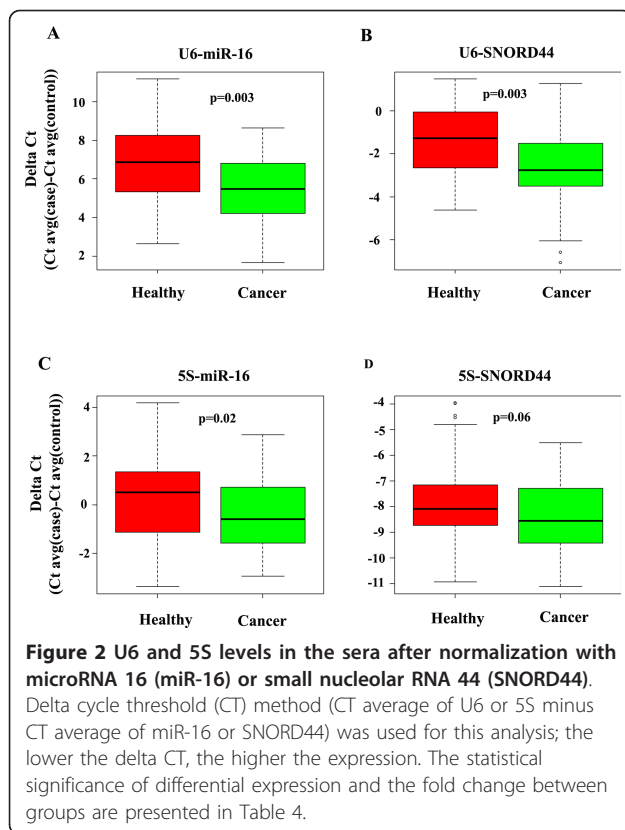 A
U6-miR-16
p=0.003
Delta Ct
(Ct avg(case)-Ct avg(control))
10
8
6
4
2
Healthy Cancer
B
U6-SNORD44
p=0.003
0
-2
-4
-6
Healthy Cancer
C
5S-miR-16
p=0.02
Delta Ct
(Ct avg(case)-Ct avg(control))
4
2
0
-2
Healthy Cancer
D
5S-SNORD44
p=0.06
-4
-5
-6
-7
-8
-9
-10
-11
Healthy Cancer
Figure 2 U6 and 5S levels in the sera after normalization with
microRNA 16 (miR-16) or small nucleolar RNA 44 (SNORD44).
Delta cycle threshold (CT) method (CT average of U6 or 5S minus
CT average of miR-16 or SNORD44) was used for this analysis; the
lower the delta CT, the higher the expression. The statistical
significance of differential expression and the fold change between
groups are presented in Table 4.